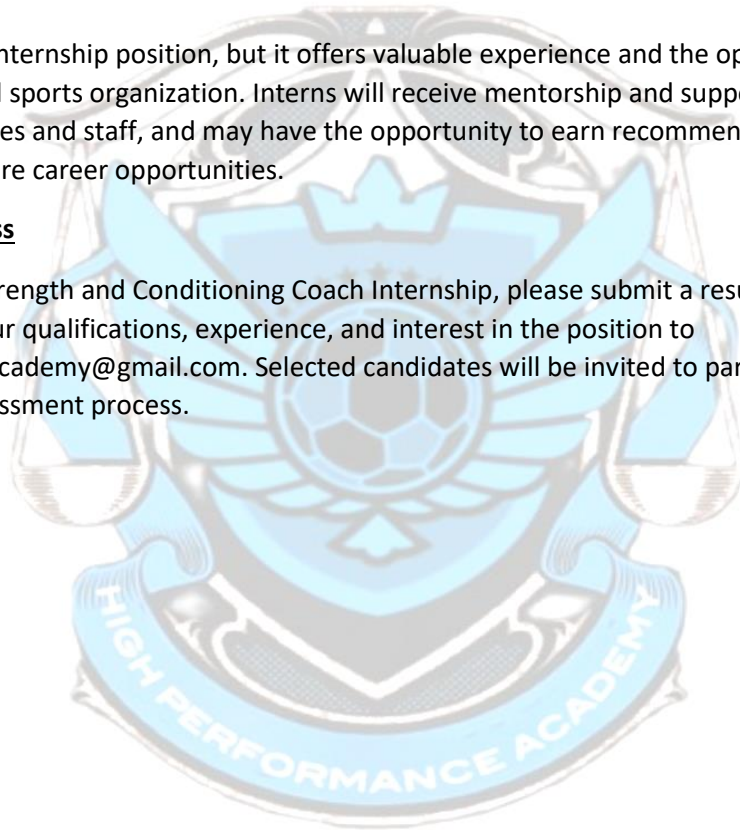 nternship position, but it offers valuable experience and the op
sports organization. Interns will receive mentorship and suppo
es and staff, and may have the opportunity to earn recommen
re career opportunities.
ss
rength and Conditioning Coach Internship, please submit a resu
ur qualifications, experience, and interest in the position to
cademy@gmail.com. Selected candidates will be invited to par
essment process.
HIGH PERFORMANCE ACADEMY